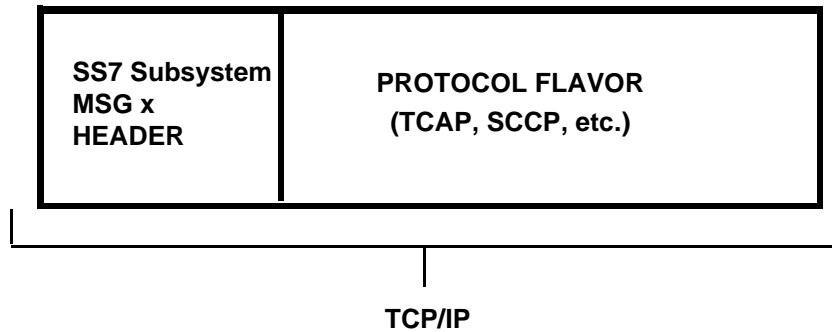 SS7 Subsystem
MSG x
HEADER
PROTOCOL FLAVOR
(TCAP, SCCP, etc.)
TCP/IP